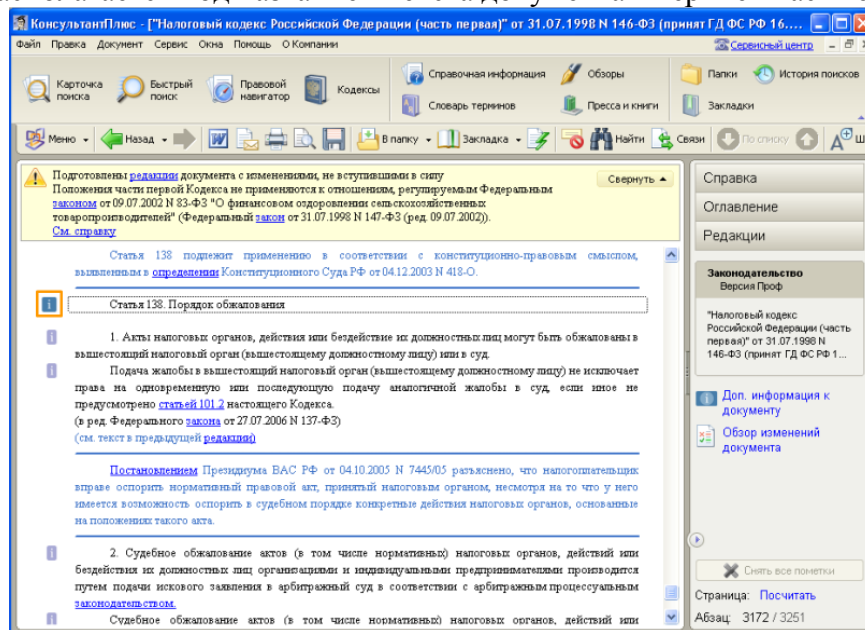 КонсультантПлюс - ["Налоговый кодекс Российской Федерации (часть первая)" от 31.07.1998 N 146-ФЗ (принят ГД ФС РФ 16....
Файл Правка Документ Сервис Окна Помощь О Компании Сервисный центр
Карточка поиска
Быстрый поиск
Правовой навигатор
Кодексы
Справочная информация
Обзоры
Папки
История поисков
Словарь терминов
Пресса и книги
Закладки
Меню Назад В папку Закладка Найти Связи По списку
Подготовлены редакции документа с изменениями, не вступившими в силу
Свернуть
Положения части первой Кодекса не применяются к отношениям, регулируемым Федеральным
законом от 09.07.2002 N 83-ФЗ "О финансовом оздоровлении сельскохозяйственных
товаропроизводителей" (Федеральный закон от 31.07.1998 N 147-ФЗ (ред. 09.07.2002)).
См. справку
Статья 138 подлежит применению в соответствии с конституционно-правовым смыслом,
выявленным в определении Конституционного Суда РФ от 04.12.2003 N 418-О.
Статья 138. Порядок обжалования
1. Акты налоговых органов, действия или бездействие их должностных лиц могут быть обжалованы в
вышестоящий налоговый орган (вышестоящему должностному лицу) или в суд.
Подача жалобы в вышестоящий налоговый орган (вышестоящему должностному лицу) не исключает
права на одновременную или последующую подачу аналогичной жалобы в суд, если иное не
предусмотрено статьей 101.2 настоящего Кодекса.
(в ред. Федерального закона от 27.07.2006 N 137-ФЗ)
(см. текст в предыдущей редакции)
Постановлением Президиума ВАС РФ от 04.10.2005 N 7445/05 разъяснено, что налогоплательщик
вправе оспорить нормативный правовой акт, принятый налоговым органом, несмотря на то что у него
имеется возможность оспорить в судебном порядке конкретные действия налоговых органов, основанные
на положениях такого акта.
2. Судебное обжалование актов (в том числе нормативных) налоговых органов, действий или
бездействия их должностных лиц организациями и индивидуальными предпринимателями производится
путем подачи искового заявления в арбитражный суд в соответствии с арбитражным процессуальным
законодательством.
Судебное обжалование актов (в том числе нормативных) налоговых органов, действий или
Справка
Оглавление
Редакции
Законодательство
Версия Проф
"Налоговый кодекс
Российской Федерации (часть
первая)" от 31.07.1998 N
146-ФЗ (принят ГД ФС РФ 1...
Доп. информация к
документу
Обзор изменений
документа
Снять все пометки
Страница: Посчитать
Абзац: 3172 / 3251